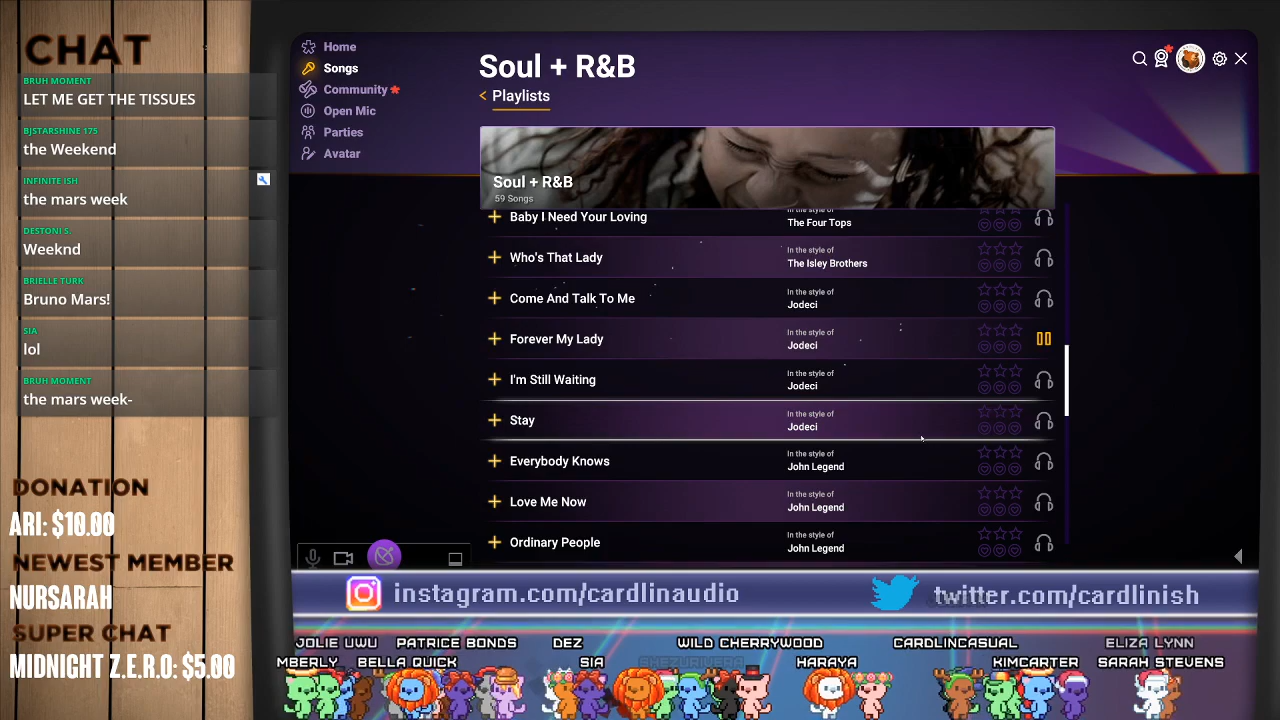 CHAT
BRUH MOMENT
LET ME GET THE TISSUES
BJSTARSHINE 175
the Weekend
INFINITE ISH
the mars week
DESTONI S.
Weeknd
BRIELLE TURK
Bruno Mars!
SIA
lol
BRUH MOMENT
the mars week-
DONATION
ARI: $10.00
NEWEST MEMBER
NURSARAH
SUPER CHAT
MIDNIGHT Z.E.R.O: $5.00
Home
Songs
Community
Open Mic
Parties
Avatar
Soul + R&B
< Playlists
Soul + R&B
59 Songs
Baby I Need Your Loving
In the style of
The Four Tops
Who's That Lady
In the style of
The Isley Brothers
Come And Talk To Me
In the style of
Jodeci
Forever My Lady
In the style of
Jodeci
I'm Still Waiting
In the style of
Jodeci
Stay
In the style of
Jodeci
Everybody Knows
In the style of
John Legend
Love Me Now
In the style of
John Legend
Ordinary People
In the style of
John Legend
instagram.com/cardlinaudio
twitter.com/cardlinish
JOLIE UWU
PATRICE BONDS
DEZ
WILD CHERRYWOOD
CARDLINCASUAL
ELIZA LYNN
MBERLY
BELLA QUICK
SIA
SHEZURIVERA
HARAYA
KIMCARTER
SARAH STEVENS